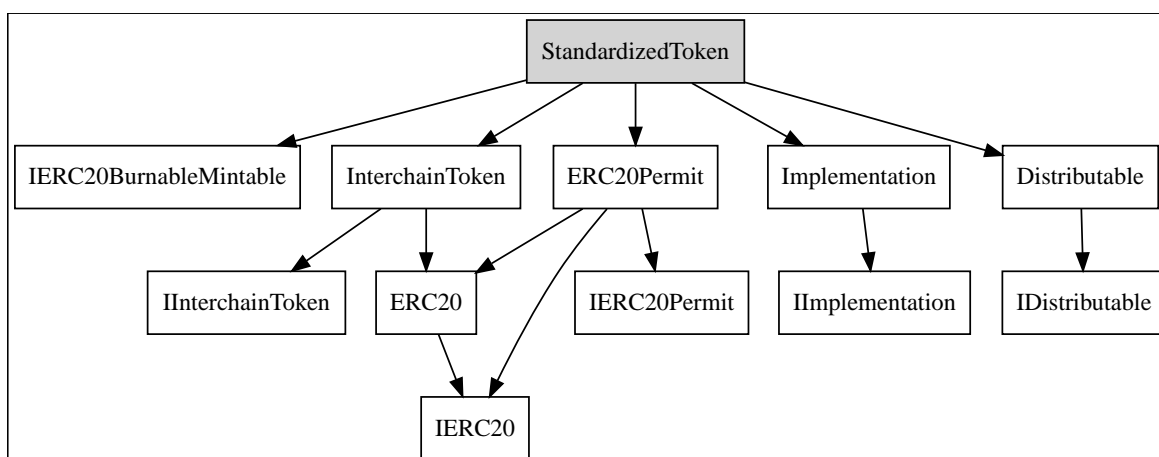 StandardizedToken
IERC20BurnableMintable
InterchainToken
ERC20Permit
Implementation
Distributable
IInterchainToken
ERC20
IERC20Permit
IImplementation
IDistributable
IERC20